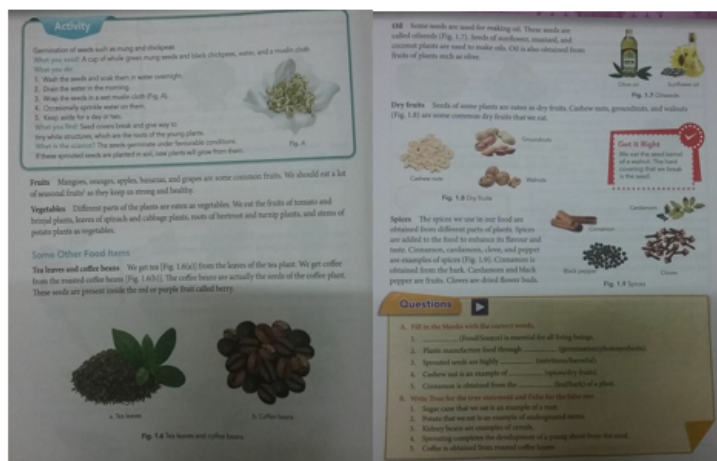 Activity
Germination of seeds such as mung and chickpeas
What you need? A cup of whole green mung seeds and black chickpeas, water, and a muslin cloth
What you do?
1. Wash the seeds and soak them in water overnight.
2. Drain the water in the morning.
3. Wrap the seeds in a wet muslin cloth (Fig. A).
4. Occasionally sprinkle water on them.
5. Keep aside for a day or two.
What you find? Seed covers break and give way to
tiny white structures, which are the roots of the young plants.
What is the science? The seeds germinate under favourable conditions.
If these sprouted seeds are planted in soil, new plants will grow from them.
Fig. A
Fruits Mangoes, oranges, apples, bananas, and grapes are some common fruits. We should eat a lot
of seasonal fruits as they keep us strong and healthy.
Vegetables Different parts of the plants are eaten as vegetables. We eat the fruits of tomato and
brinjal plants, leaves of spinach and cabbage plants, roots of beetroot and turnip plants, and stems of
potato plants as vegetables.
Some Other Food Items
Tea leaves and coffee beans We get tea [Fig. 1.6(a)] from the leaves of the tea plant. We get coffee
from the roasted coffee beans [Fig. 1.6(b)]. The coffee beans are actually the seeds of the coffee plant.
These seeds are present inside the red or purple fruit called berry.
a. Tea leaves
b. Coffee beans
Fig. 1.6 Tea leaves and coffee beans
Oil Some seeds are used for making oil. These seeds are
called oilseeds (Fig. 1.7). Seeds of sunflower, mustard, and
coconut plants are used to make oils. Oil is also obtained from
fruits of plants such as olive.
Olive oil
Sunflower oil
Fig. 1.7 Oilseeds
Dry fruits Seeds of some plants are eaten as dry fruits. Cashew nuts, groundnuts, and walnuts
(Fig. 1.8) are some common dry fruits that we eat.
Cashew nuts
Groundnuts
Walnuts
Fig. 1.8 Dry fruits
Get It Right
We eat the seed kernel
of a walnut. The hard
covering that we break
is the seed.
Spices The spices we use in our food are
obtained from different parts of plants. Spices
are added to the food to enhance its flavour and
taste. Cinnamon, cardamom, clove, and pepper
are examples of spices (Fig. 1.9). Cinnamon is
obtained from the bark. Cardamom and black
pepper are fruits. Cloves are dried flower buds.
Cinnamon
Cardamom
Black pepper
Cloves
Fig. 1.9 Spices
Questions
A. Fill in the blanks with the correct words.
1. (Food/Source) is essential for all living beings.
2. Plants manufacture food through (germination/photosynthesis).
3. Sprouted seeds are highly (nutritious/harmful).
4. Cashew nut is an example of (spices/dry fruits).
5. Cinnamon is obtained from the (leaf/bark) of a plant.
B. Write True for the true statement and False for the false one.
1. Sugar cane that we eat is an example of a root.
2. Potato that we eat is an example of underground stems.
3. Kidney beans are examples of cereals.
4. Sprouting completes the development of a young shoot from the seed.
5. Coffee is obtained from roasted coffee beans